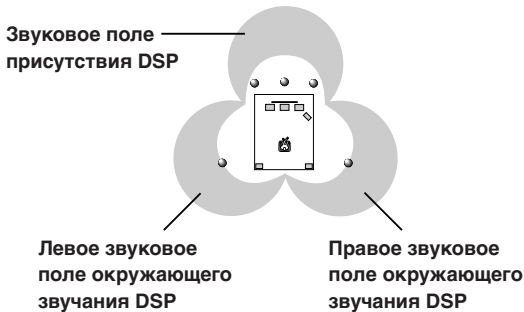 Звуковое поле
присутствия DSP
Левое звуковое
поле окружающего
звучания DSP
Правое звуковое
поле окружающего
звучания DSP